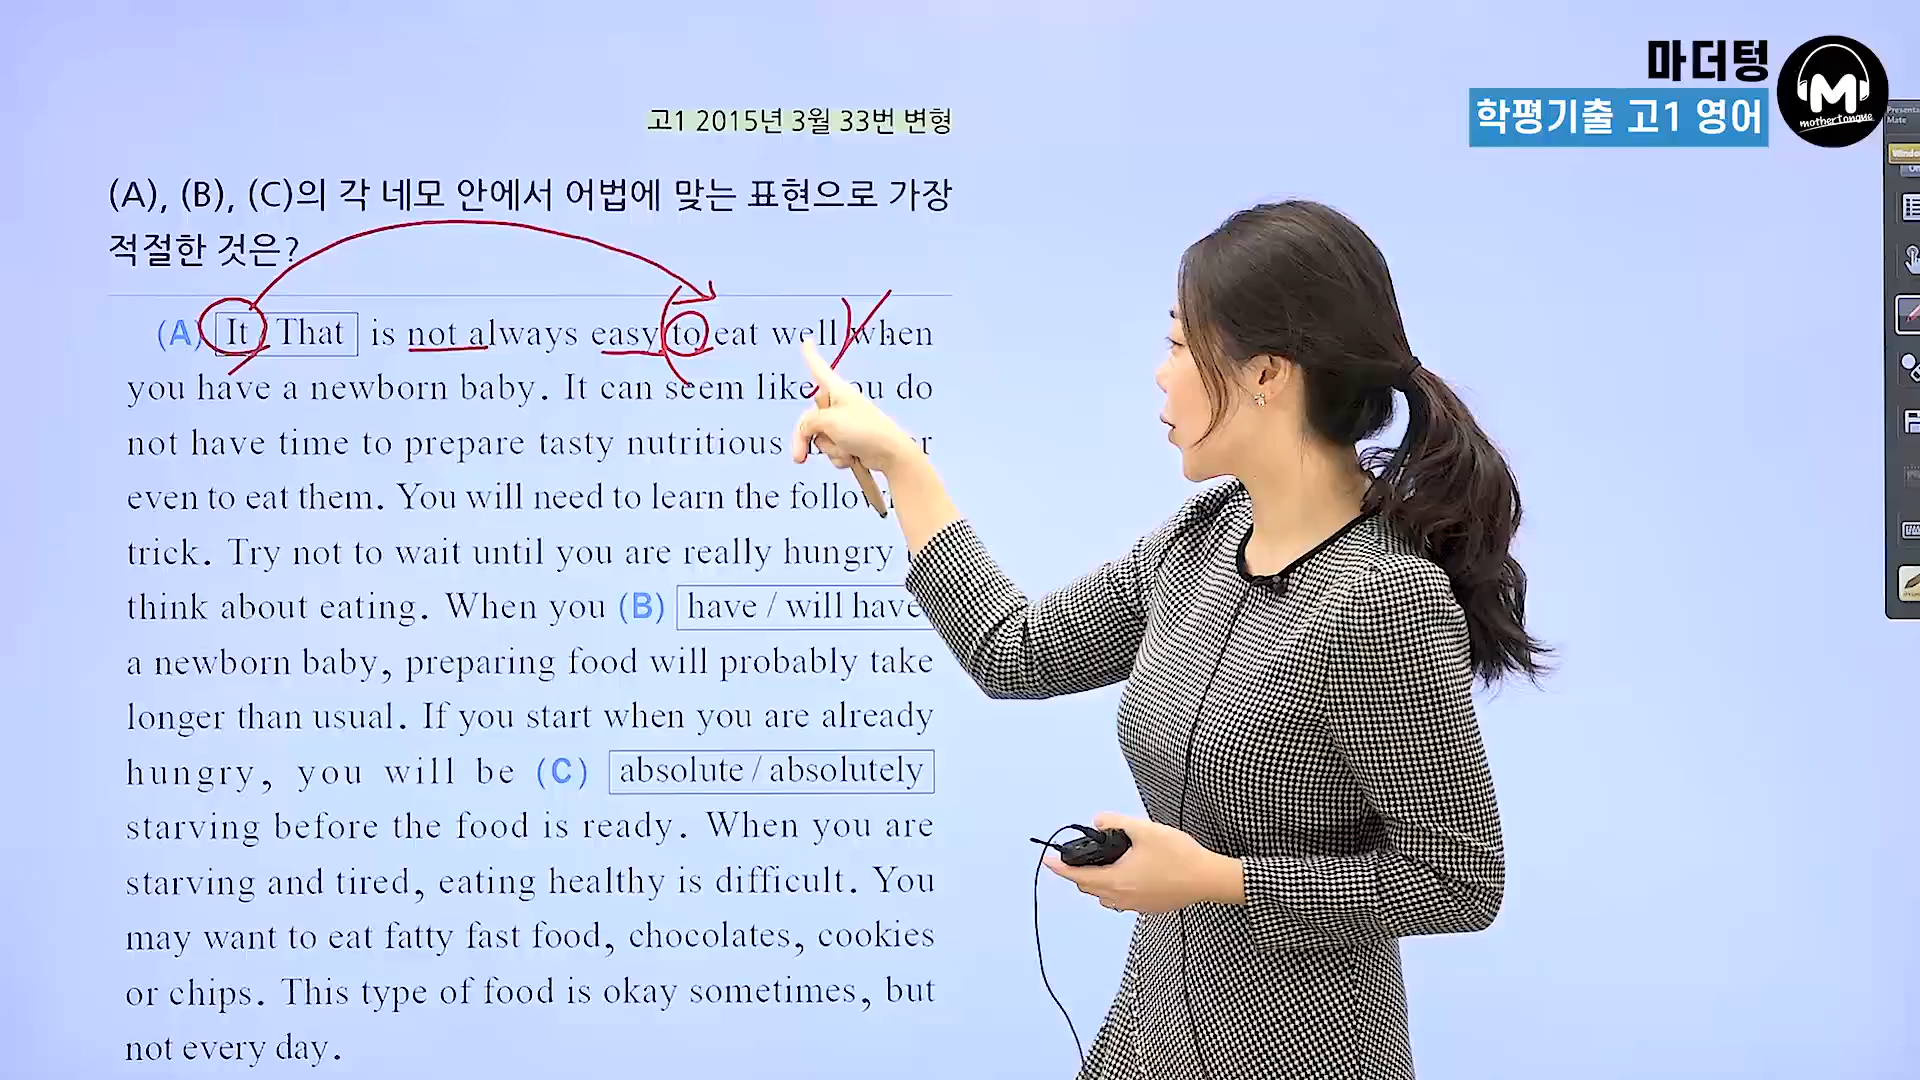 마더텅
학평기출 고1 영어
M
mothertongue
고1 2015년 3월 33번 변형
(A), (B), (C)의 각 네모 안에서 어법에 맞는 표현으로 가장
적절한 것은?
(A) It / That is not always easy to eat well when
you have a newborn baby. It can seem like you do
not have time to prepare tasty nutritious
even to eat them. You will need to learn the
trick. Try not to wait until you are really hungry
think about eating. When you (B) have / will have
a newborn baby, preparing food will probably take
longer than usual. If you start when you are already
hungry, you will be (C) absolute / absolutely
starving before the food is ready. When you are
starving and tired, eating healthy is difficult. You
may want to eat fatty fast food, chocolates, cookies
or chips. This type of food is okay sometimes, but
not every day.